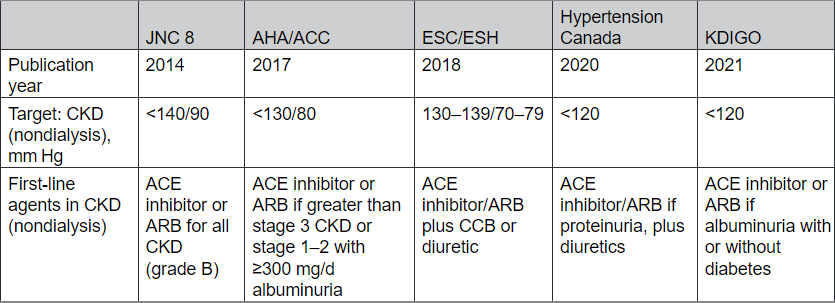 JNC 8 AHA/ACC ESC/ESH Hypertension Canada KDIGO
Publication year 2014 2017 2018 2020 2021
Target: CKD (nondialysis), mm Hg <140/90 <130/80 130–139/70–79 <120 <120
First-line agents in CKD (nondialysis) ACE inhibitor or ARB for all CKD (grade B) ACE inhibitor or ARB if greater than stage 3 CKD or stage 1–2 with ≥300 mg/d albuminuria ACE inhibitor/ARB plus CCB or diuretic ACE inhibitor/ARB if proteinuria, plus diuretics ACE inhibitor or ARB if albuminuria with or without diabetes